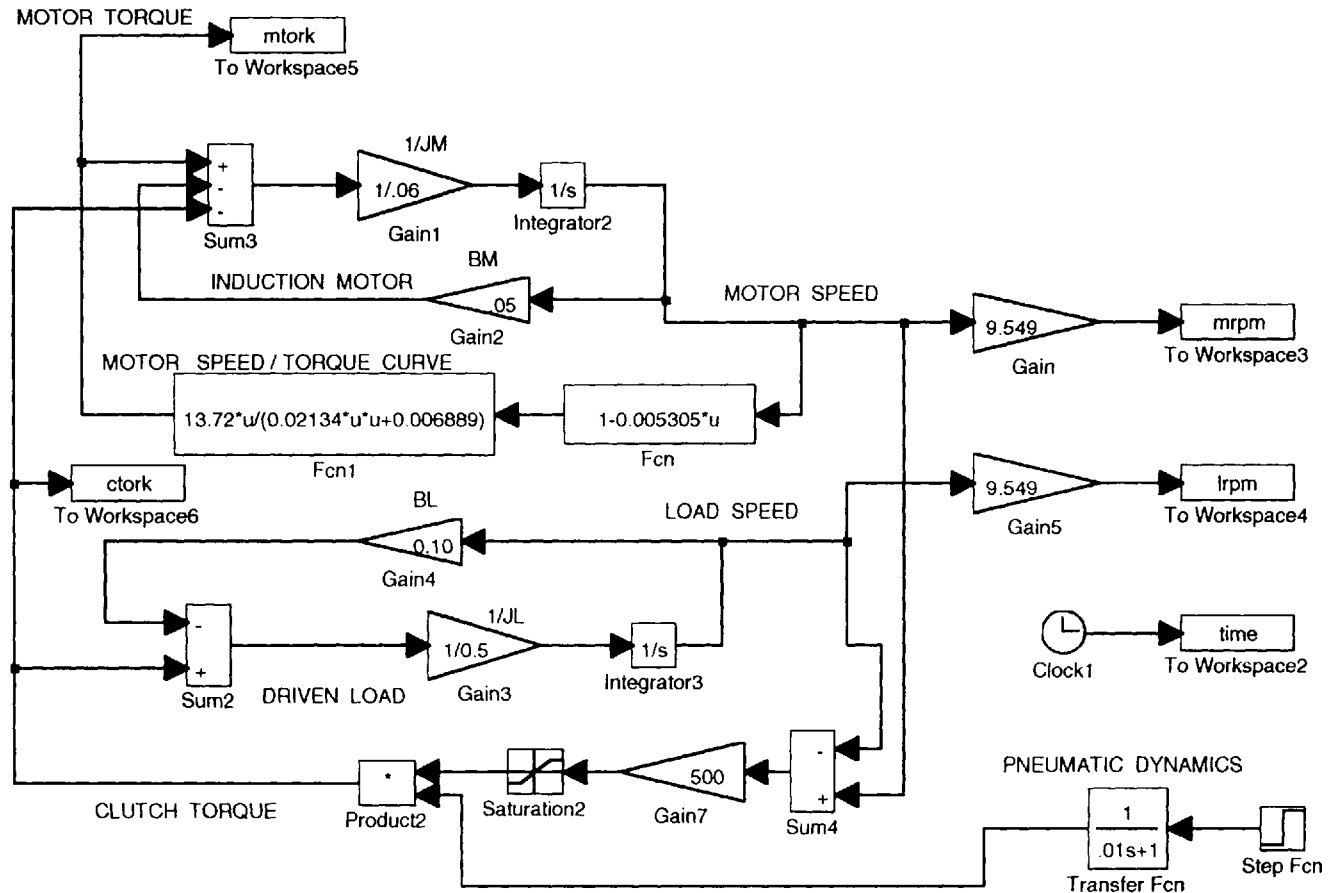 MOTOR TORQUE
mtork
To Workspace5
1/JM
+
-
-
Sum3
1/.06
Gain1
1/s
Integrator2
BM
INDUCTION MOTOR
.05
Gain2
MOTOR SPEED
9.549
Gain
mrpm
To Workspace3
MOTOR SPEED / TORQUE CURVE
13.72*u/(0.02134*u*u+0.006889)
Fcn1
1-0.005305*u
Fcn
ctork
To Workspace6
BL
0.10
Gain4
LOAD SPEED
9.549
Gain5
lrpm
To Workspace4
-
+
Sum2
1/JL
1/0.5
Gain3
1/s
Integrator3
DRIVEN LOAD
Clock1
time
To Workspace2
CLUTCH TORQUE
*
Product2
Saturation2
500
Gain7
-
+
Sum4
PNEUMATIC DYNAMICS
1
.01s+1
Transfer Fcn
Step Fcn